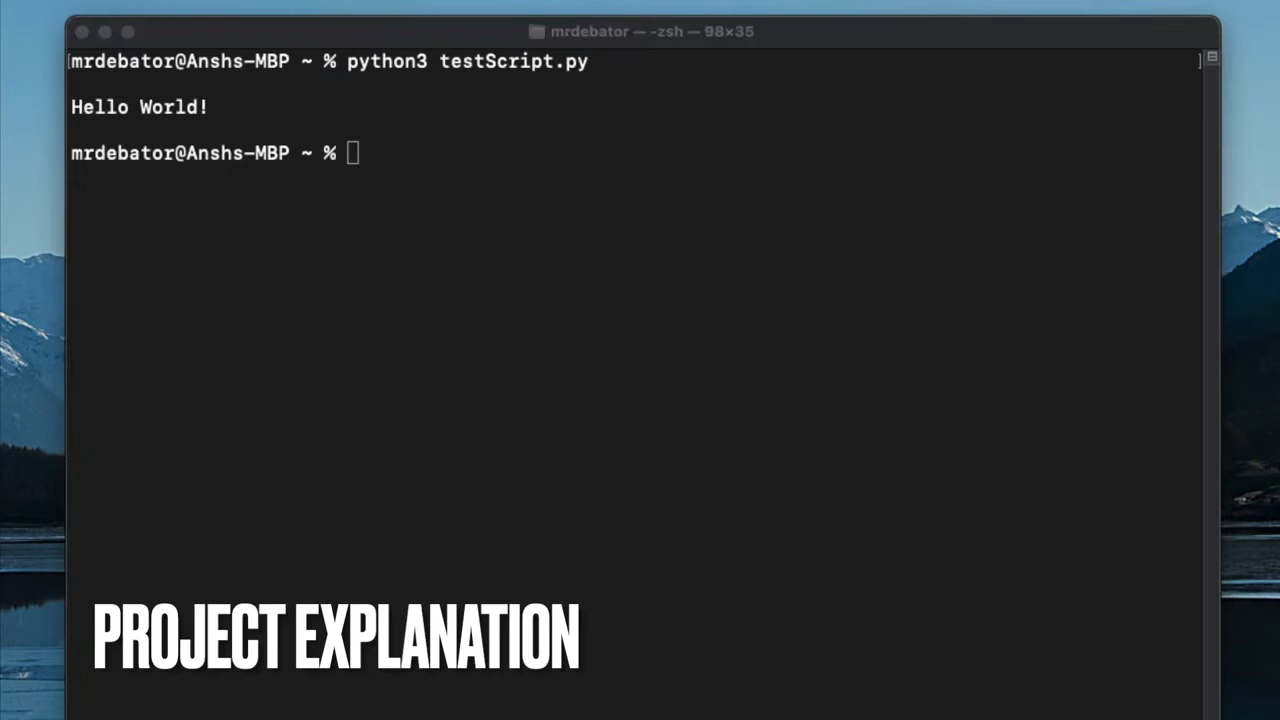 mrdebator — -zsh — 98×35
[mrdebator@Anshs-MBP ~ % python3 testScript.py ]
Hello World!
mrdebator@Anshs-MBP ~ %
PROJECT EXPLANATION